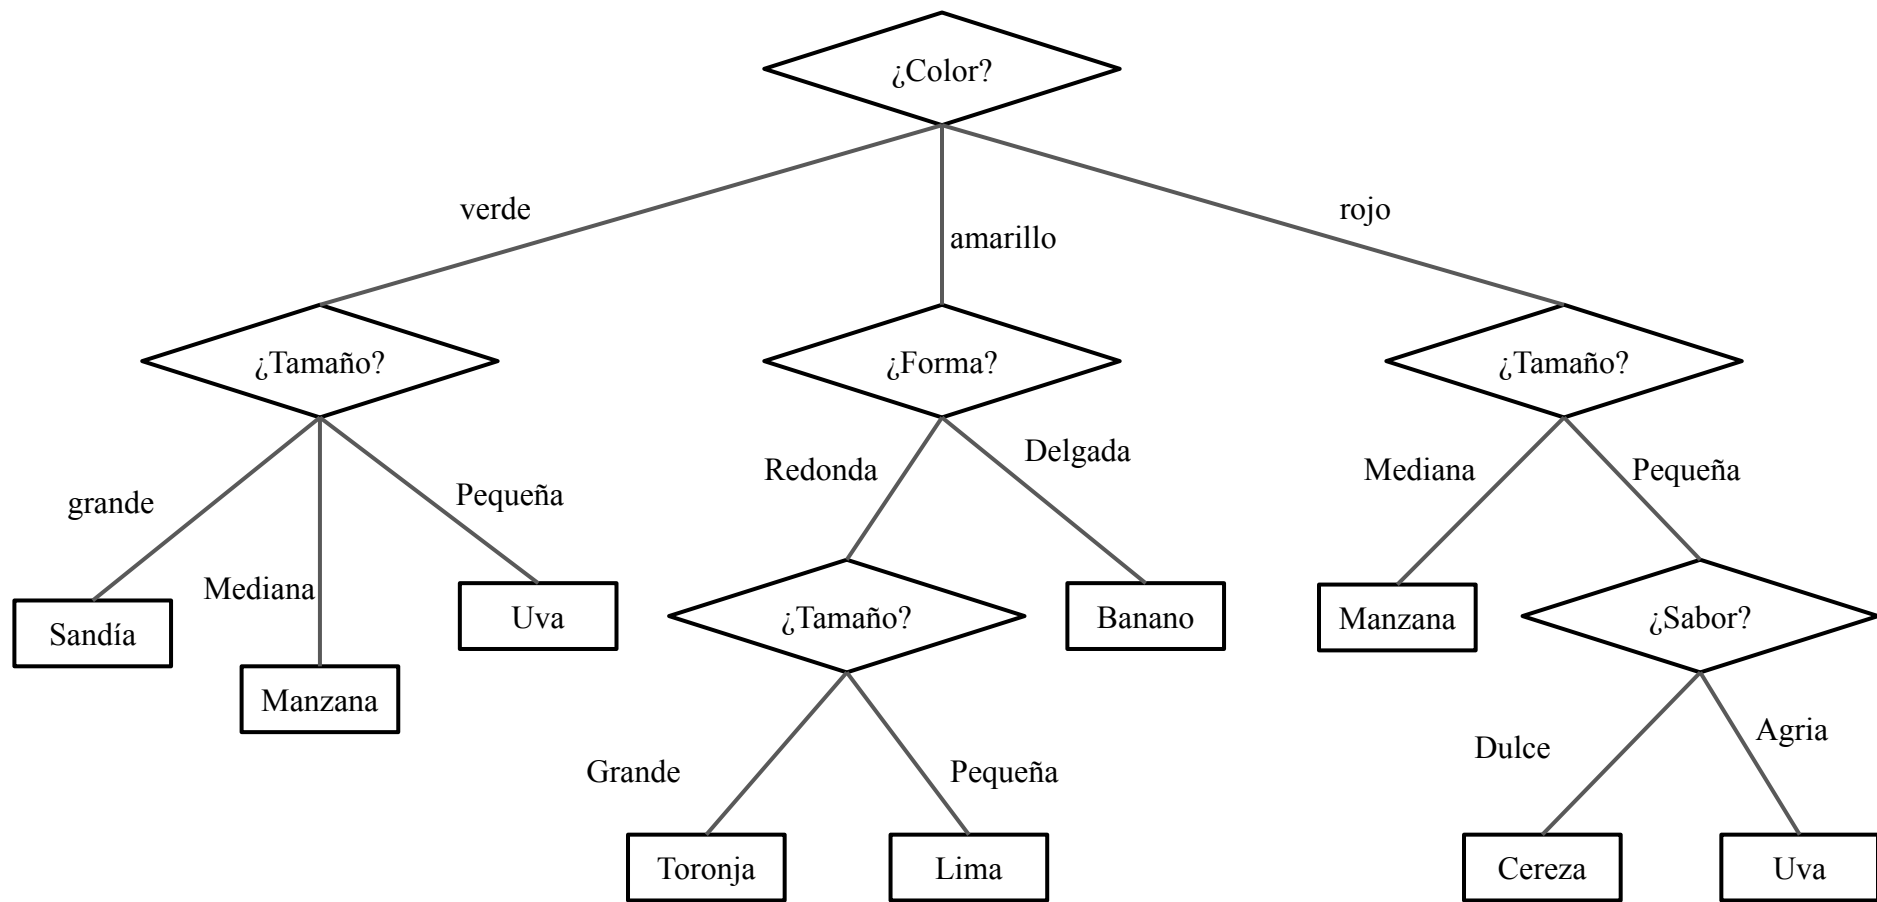 ¿Color?
verde
amarillo
rojo
¿Tamaño?
¿Forma?
¿Tamaño?
grande
Mediana
Pequeña
Redonda
Delgada
Mediana
Pequeña
Sandía
Manzana
Uva
¿Tamaño?
Banano
Manzana
¿Sabor?
Grande
Pequeña
Dulce
Agria
Toronja
Lima
Cereza
Uva